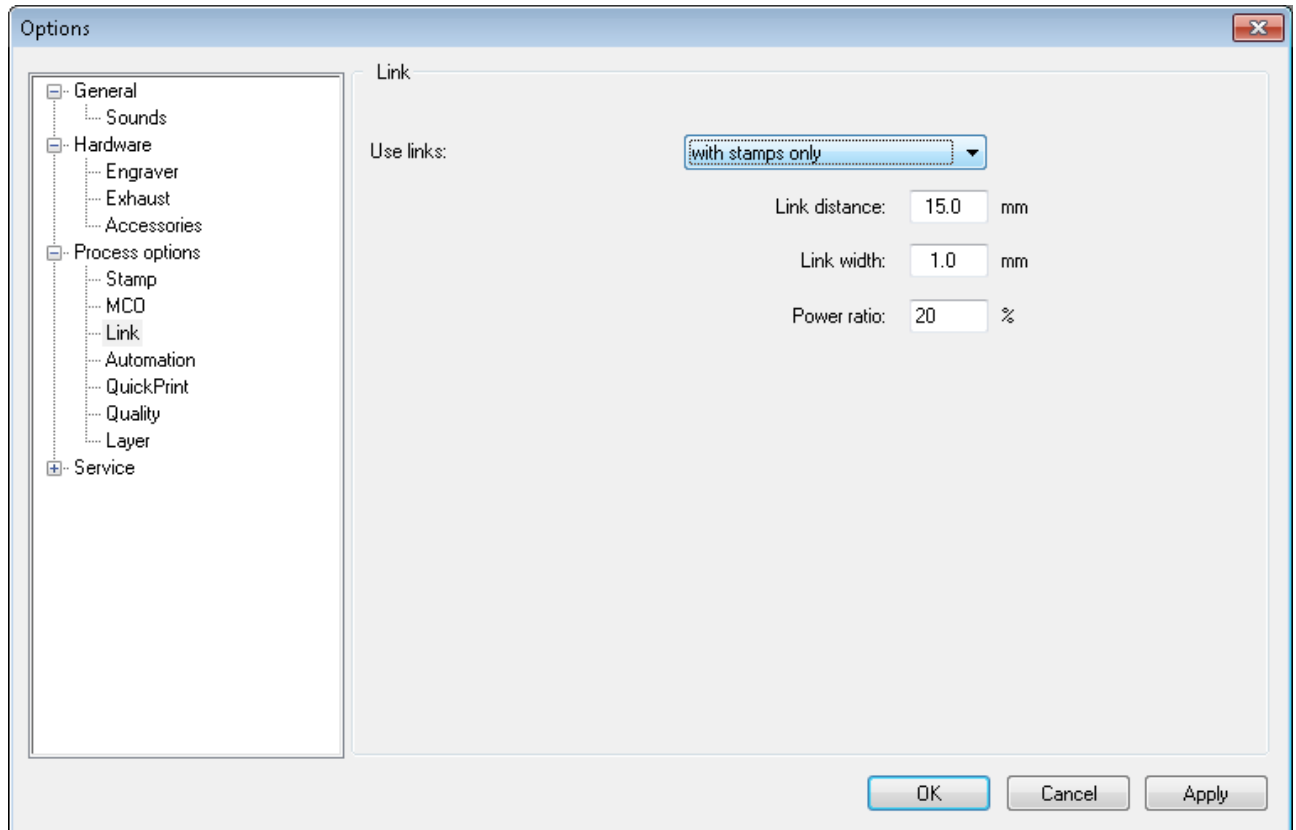 Options
General
Sounds
Hardware
Engraver
Exhaust
Accessories
Process options
Stamp
MCO
Link
Automation
QuickPrint
Quality
Layer
Service
Link
Use links: with stamps only
Link distance: 15.0 mm
Link width: 1.0 mm
Power ratio: 20 %
OK Cancel Apply